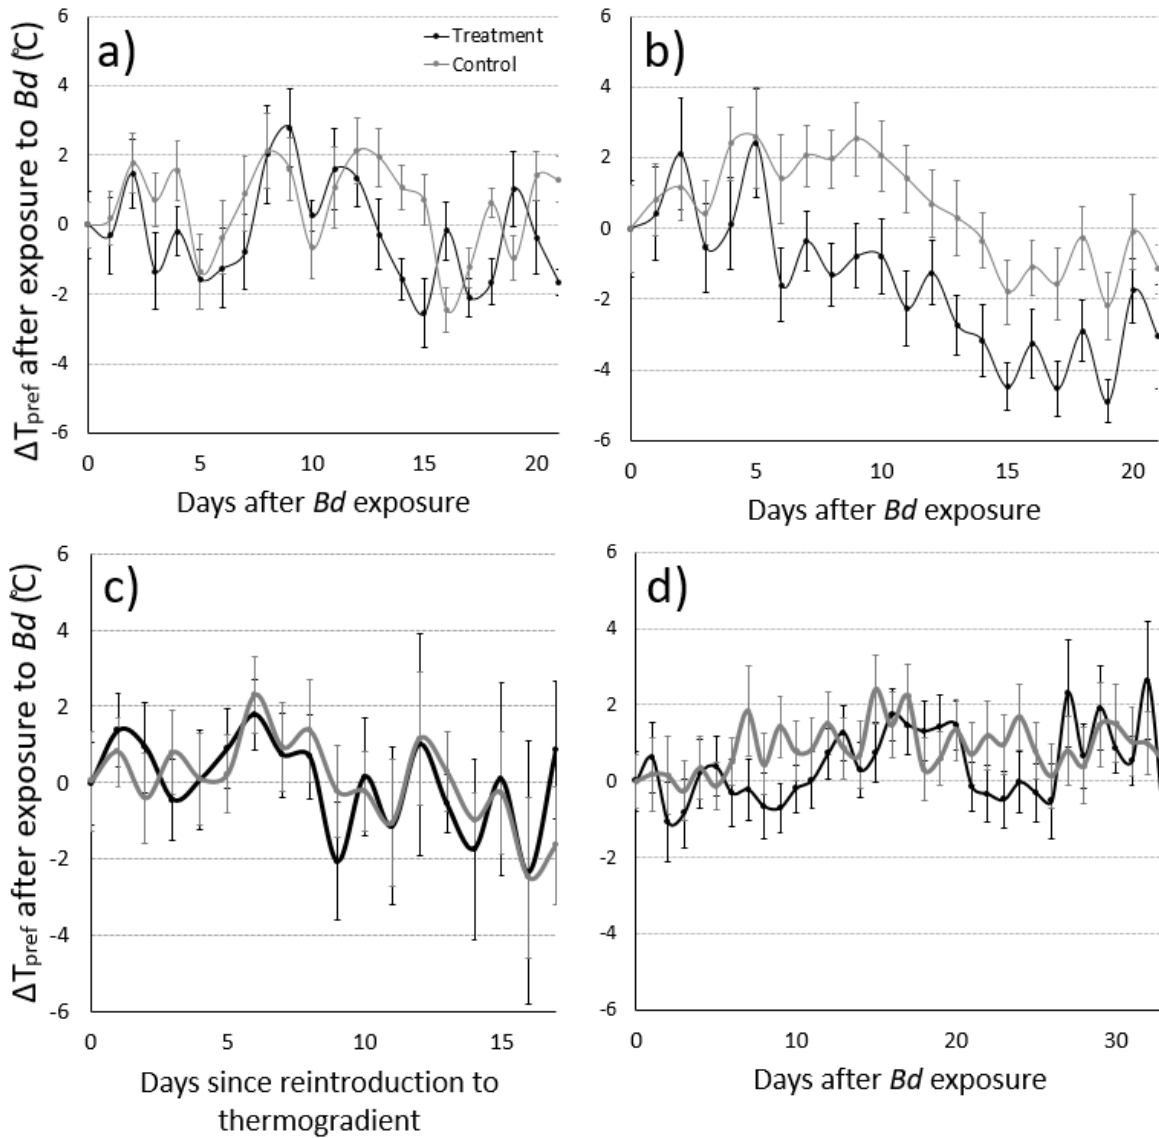 a)
Treatment
Control
ΔTpref after exposure to Bd (°C)
6
4
2
0
-2
-4
-6
0 5 10 15 20
Days after Bd exposure
b)
6
4
2
0
-2
-4
-6
0 5 10 15 20
Days after Bd exposure
c)
ΔTpref after exposure to Bd (°C)
6
4
2
0
-2
-4
-6
0 5 10 15
Days since reintroduction to
thermogradient
d)
6
4
2
0
-2
-4
-6
0 10 20 30
Days after Bd exposure